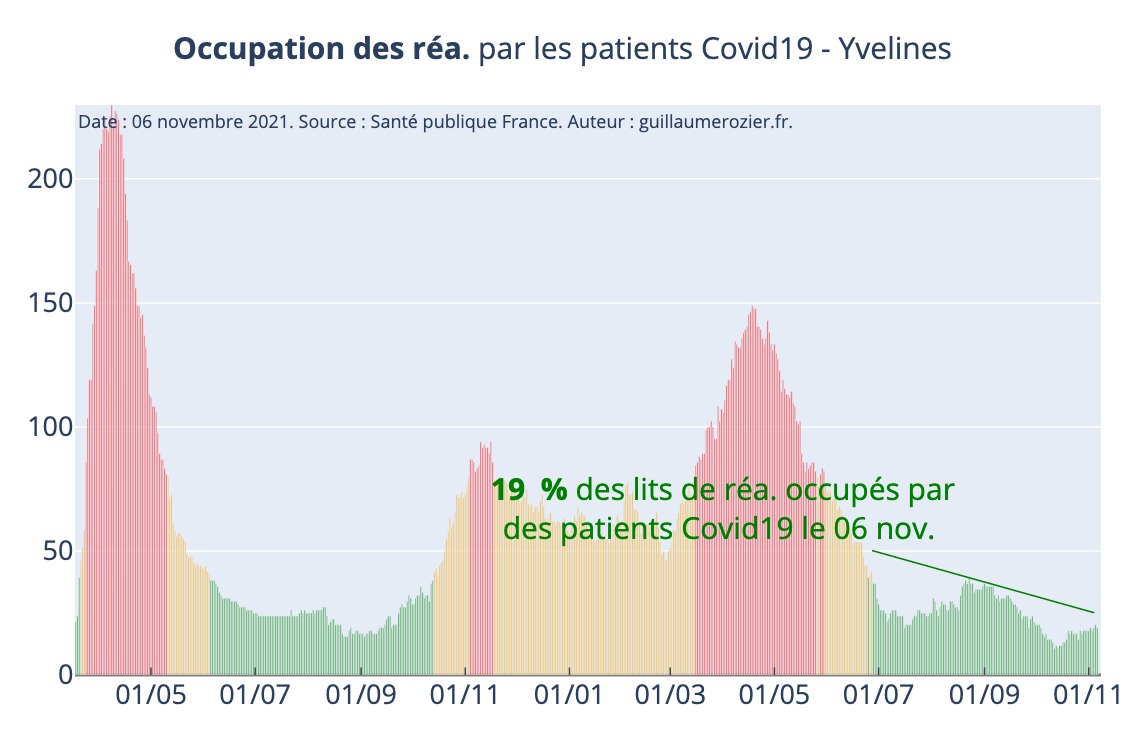 Occupation des réa. par les patients Covid19 - Yvelines
Date : 06 novembre 2021. Source : Santé publique France. Auteur : guillaumerozier.fr.
200
150
100
19 % des lits de réa. occupés par
des patients Covid19 le 06 nov.
50
0
01/05 01/07 01/09 01/11 01/01 01/03 01/05 01/07 01/09 01/11